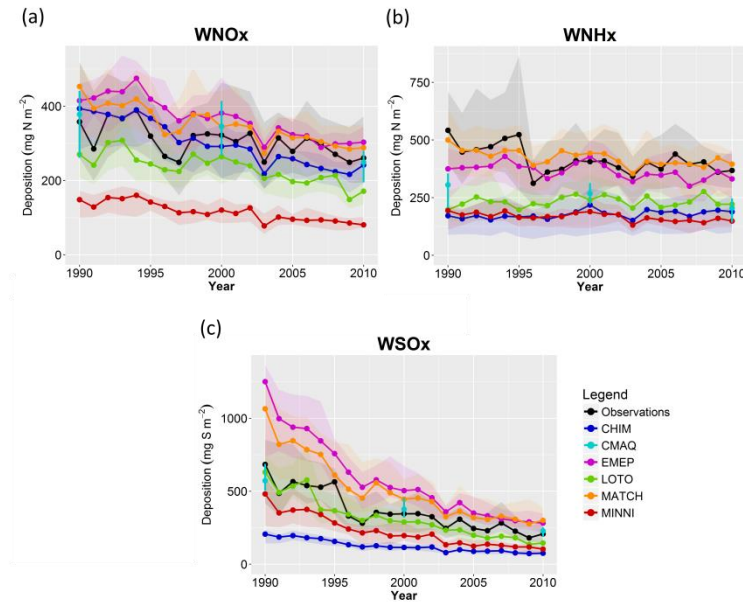 (a)
WNOx
Deposition (mg N m⁻²)
400
200
0
1990
1995
2000
2005
2010
Year
(b)
WNHx
Deposition (mg N m⁻²)
750
500
250
0
1990
1995
2000
2005
2010
Year
(c)
WSOx
Deposition (mg S m⁻²)
1000
500
0
1990
1995
2000
2005
2010
Year
Legend
Observations
CHIM
CMAQ
EMEP
LOTO
MATCH
MINNI